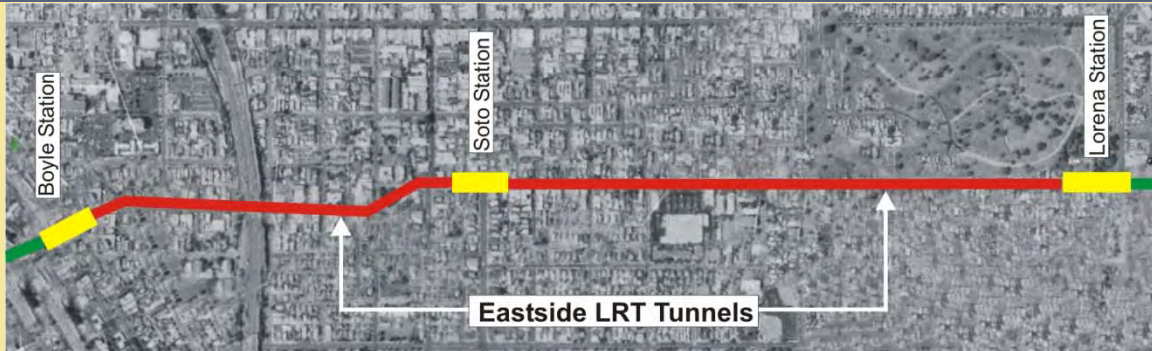 Boyle Station
Soto Station
Lorena Station
Eastside LRT Tunnels